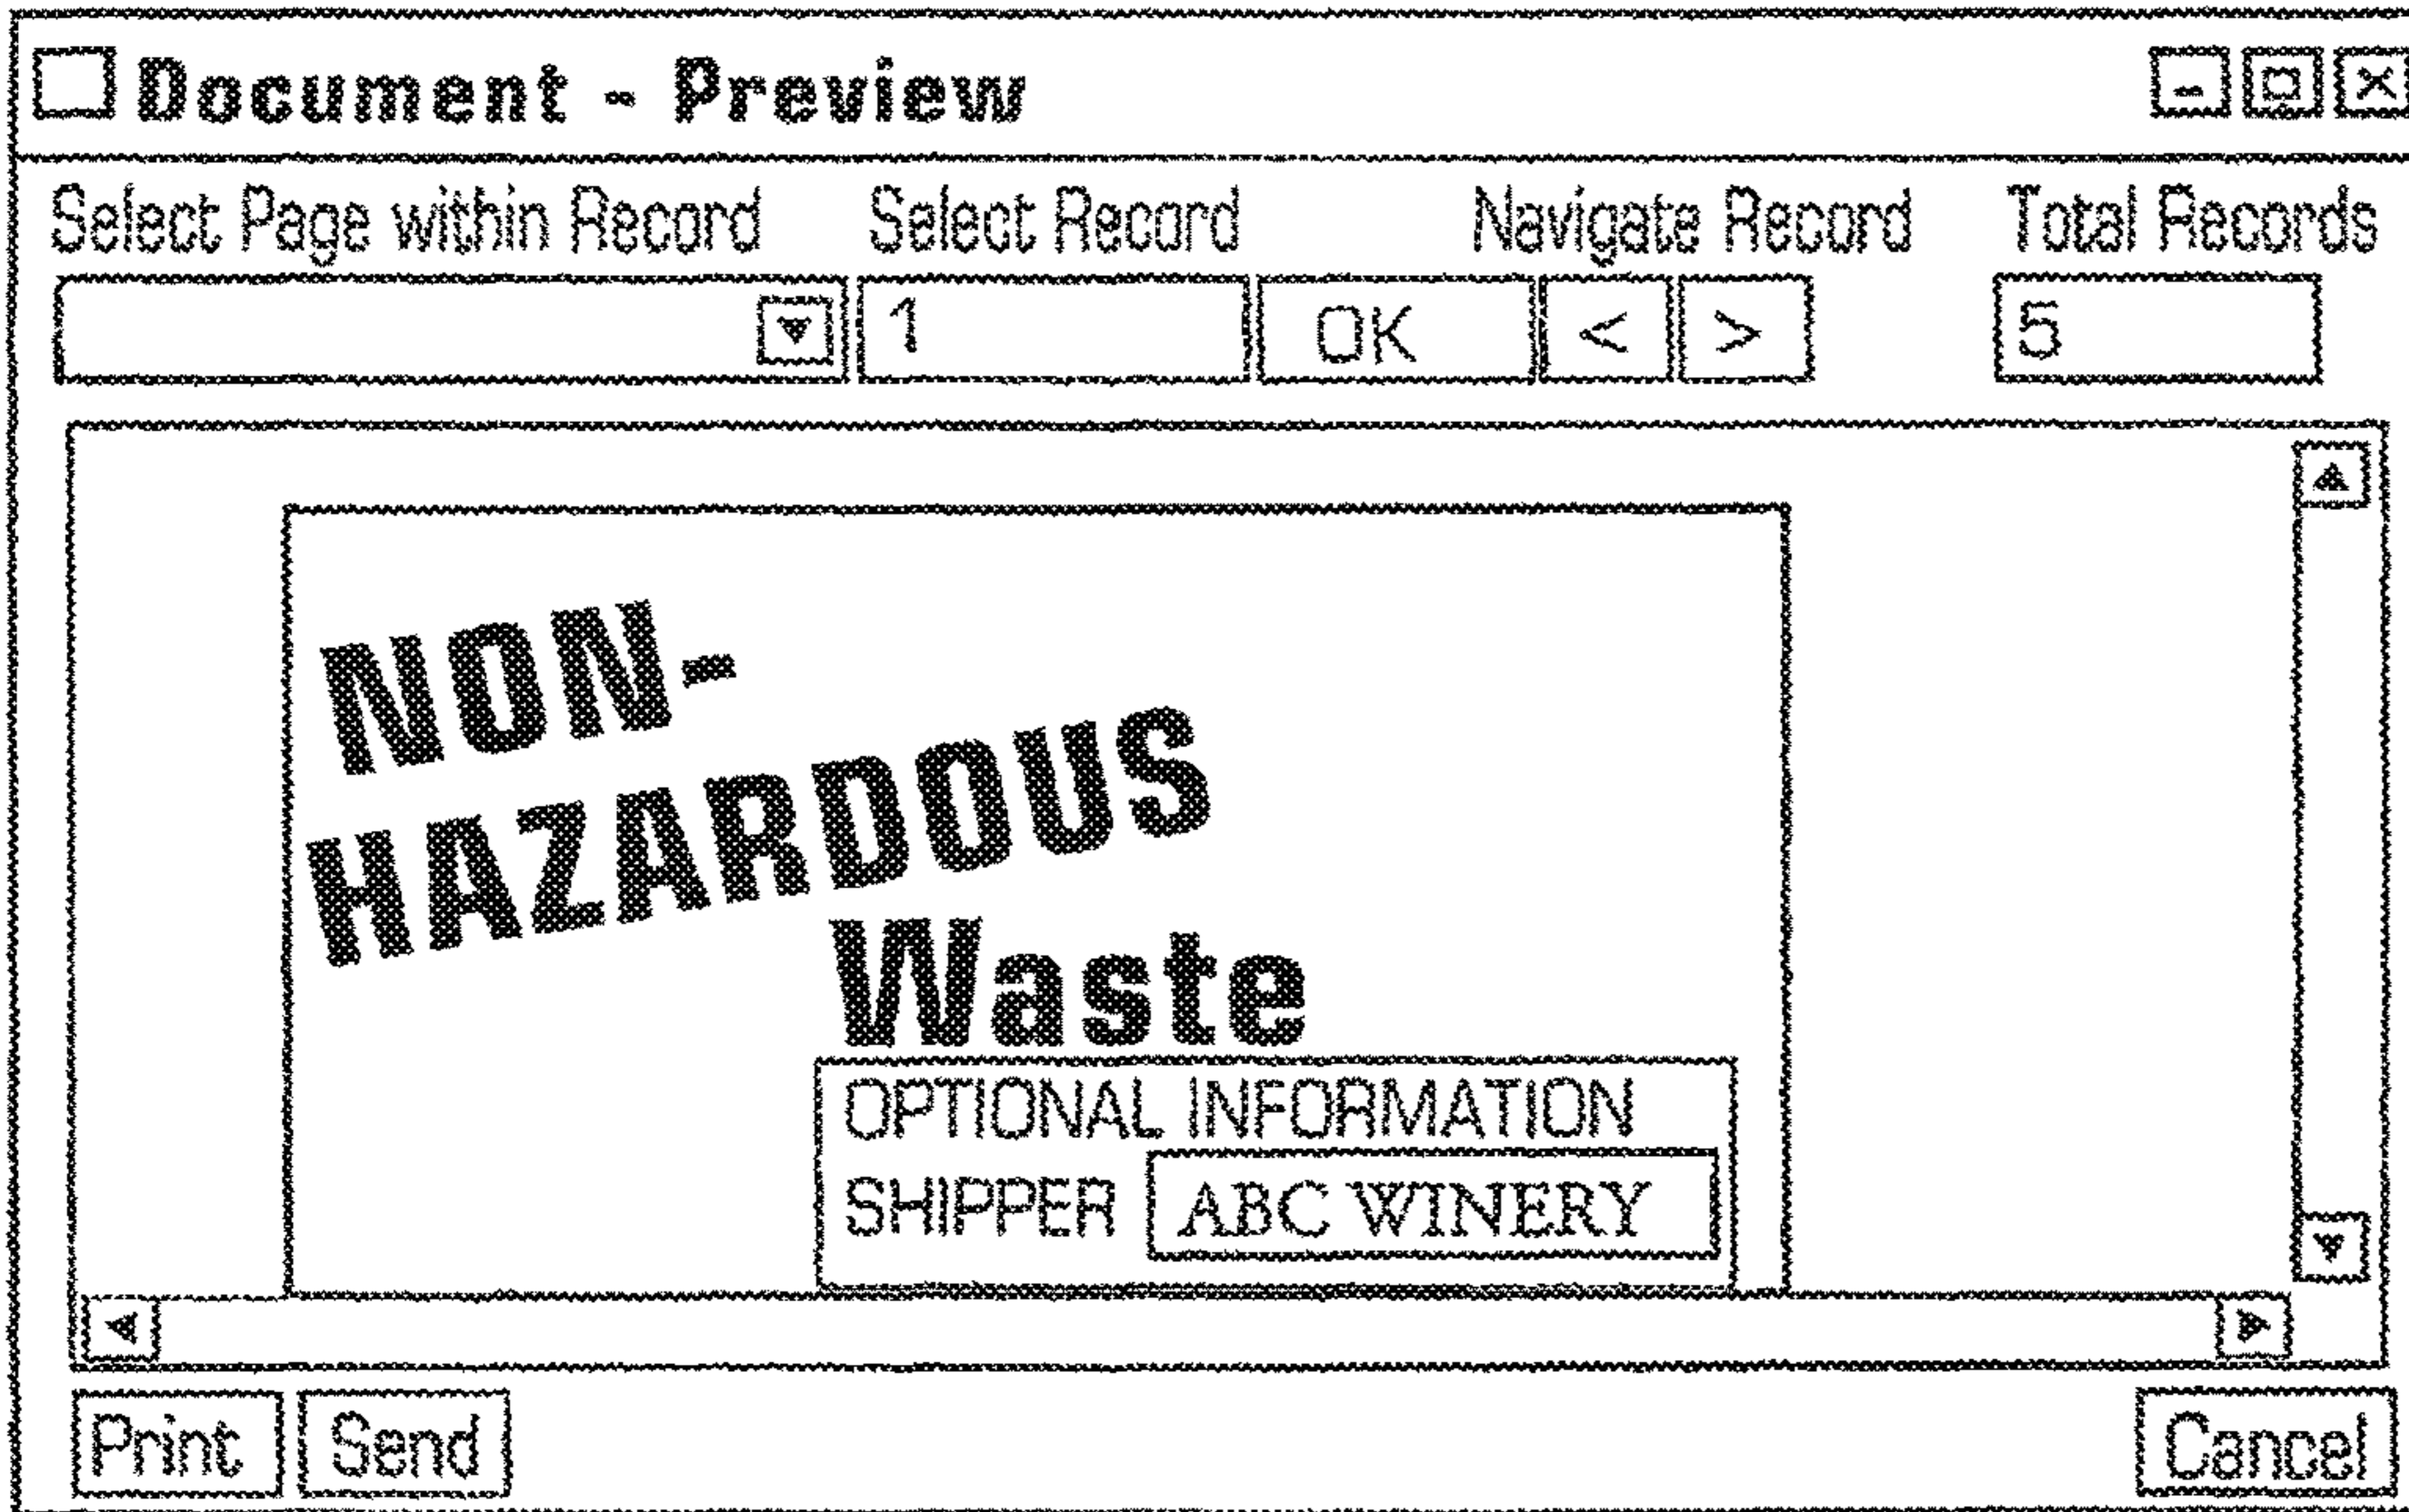 Document - Preview
Select Page within Record Select Record Navigate Record Total Records
1 OK < > 5
NON-
HAZARDOUS
Waste
OPTIONAL INFORMATION
SHIPPER ABC WINERY
Print Send Cancel